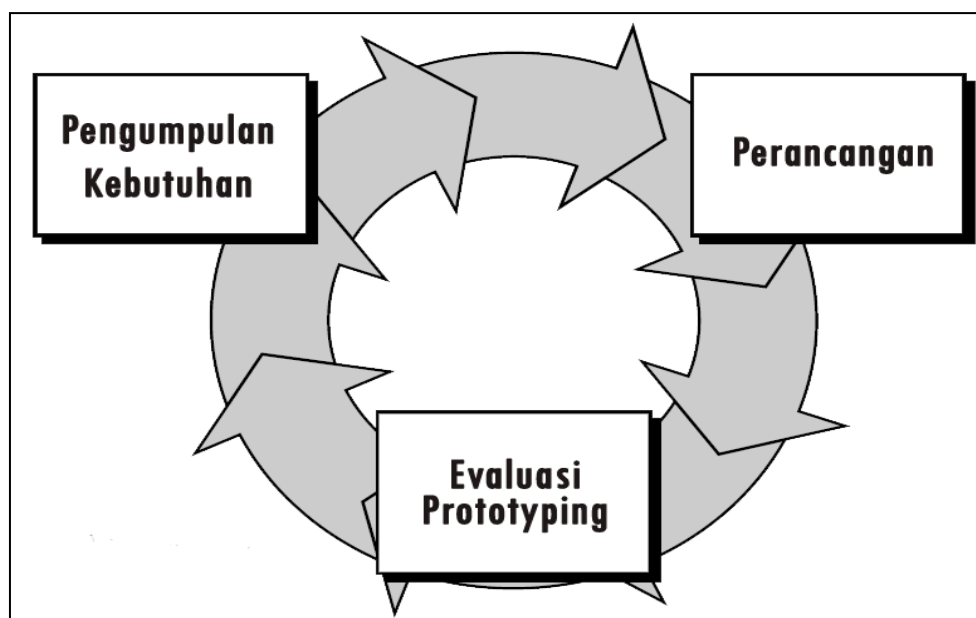 Pengumpulan
Kebutuhan
Perancangan
Evaluasi
Prototyping